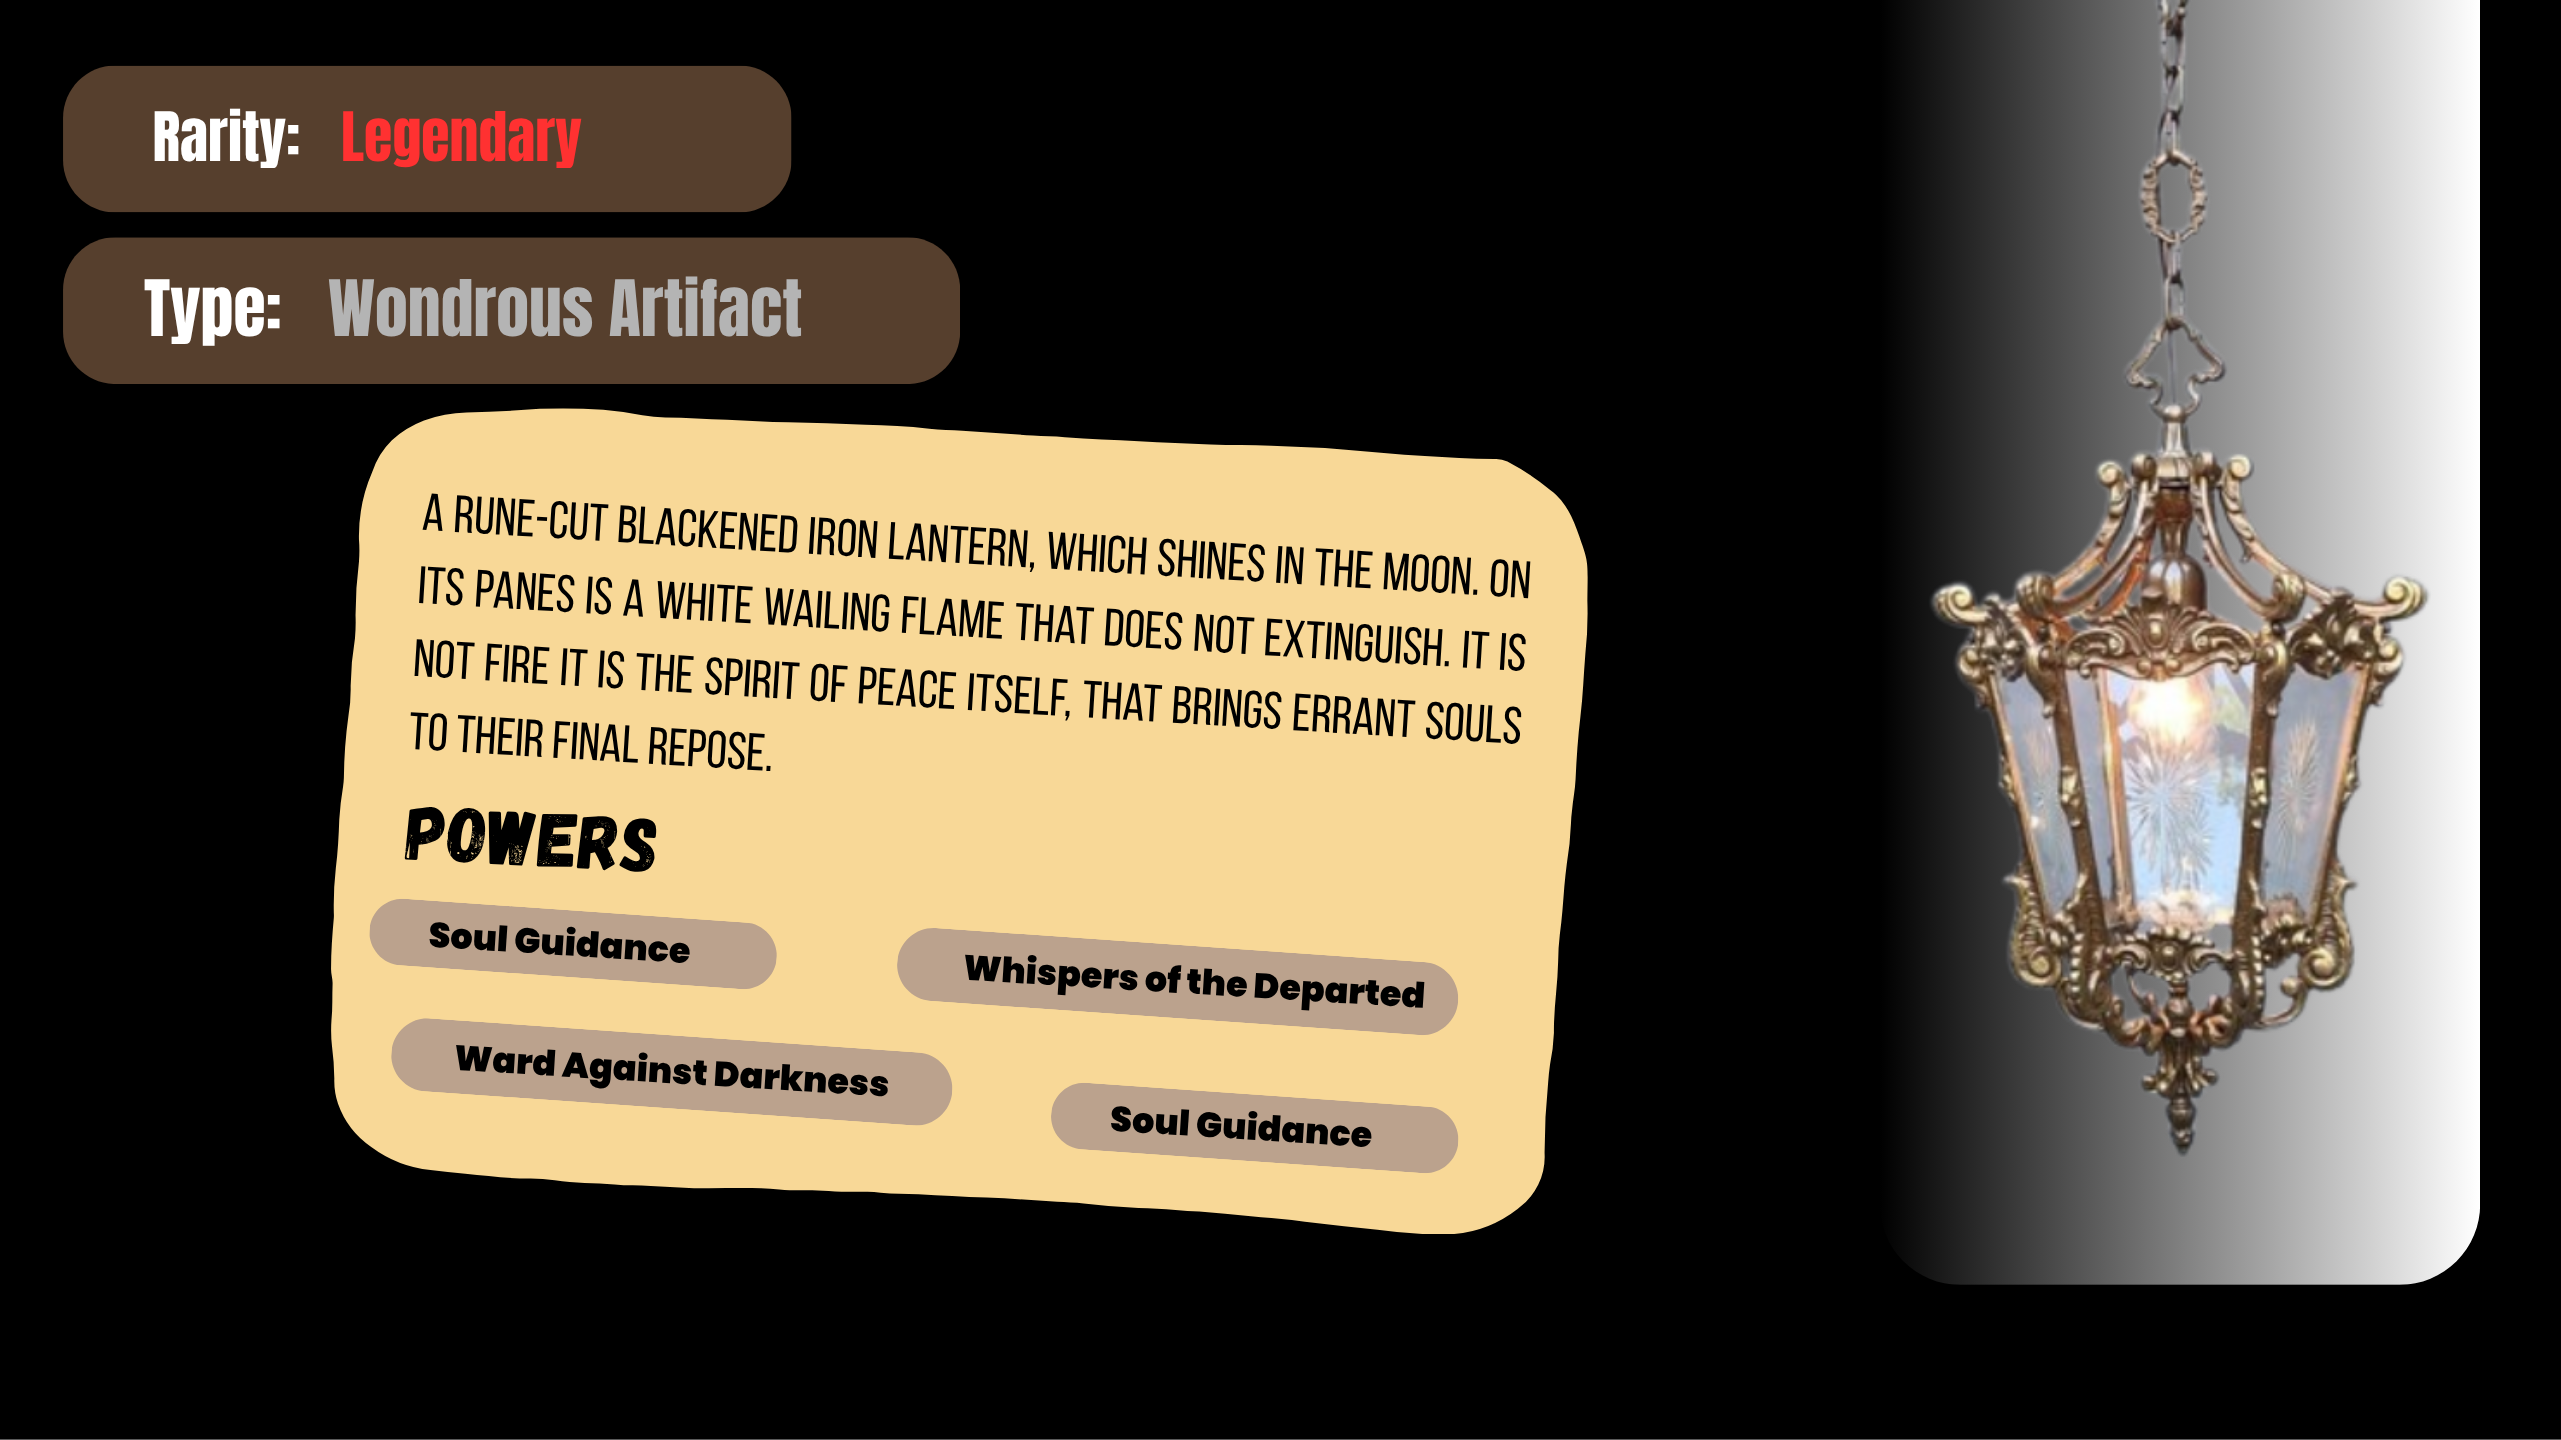 Rarity: Legendary
Type: Wondrous Artifact
A RUNE-CUT BLACKENED IRON LANTERN, WHICH SHINES IN THE MOON. ON
ITS PANES IS A WHITE WAILING FLAME THAT DOES NOT EXTINGUISH. IT IS
NOT FIRE IT IS THE SPIRIT OF PEACE ITSELF, THAT BRINGS ERRANT SOULS
TO THEIR FINAL REPOSE.
POWERS
Soul Guidance
Whispers of the Departed
Ward Against Darkness
Soul Guidance